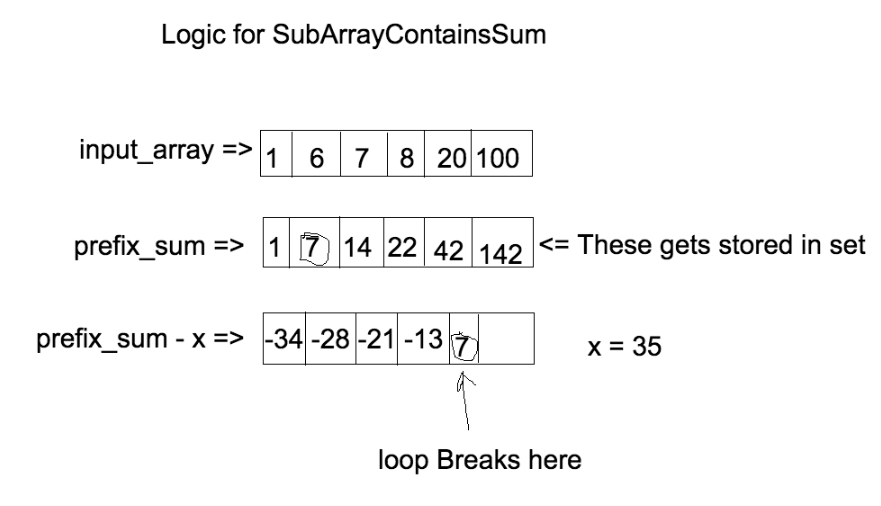 Logic for SubArrayContainsSum
input_array => 1 6 7 8 20 100
prefix_sum => 1 7 14 22 42 142 <= These gets stored in set
prefix_sum - x => -34 -28 -21 -13 7 x = 35
loop Breaks here